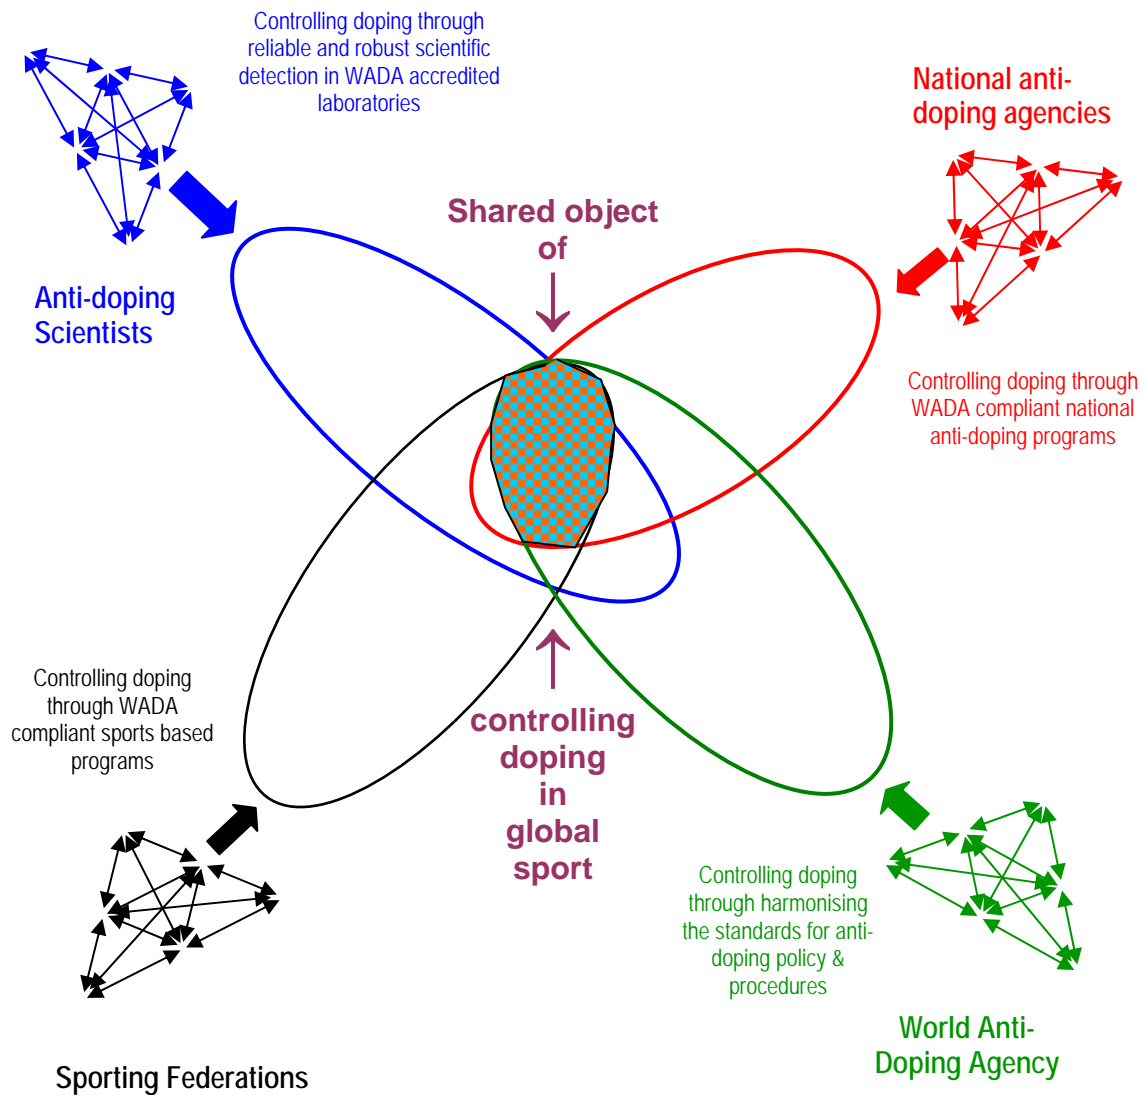 Controlling doping through
reliable and robust scientific
detection in WADA accredited
laboratories
National anti-
doping agencies
Shared object
of
Anti-doping
Scientists
Controlling doping through
WADA compliant national
anti-doping programs
Controlling doping
through WADA
compliant sports based
programs
controlling
doping
in
global
sport
Controlling doping
through harmonising
the standards for anti-
doping policy &
procedures
World Anti-
Doping Agency
Sporting Federations